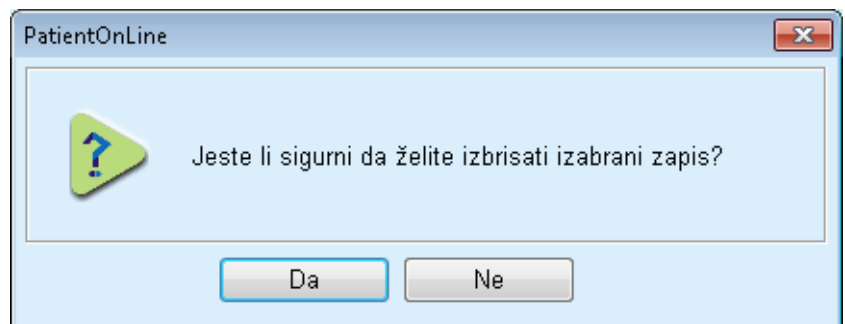 PatientOnLine
Jeste li sigurni da želite izbrisati izabrani zapis?
Da
Ne